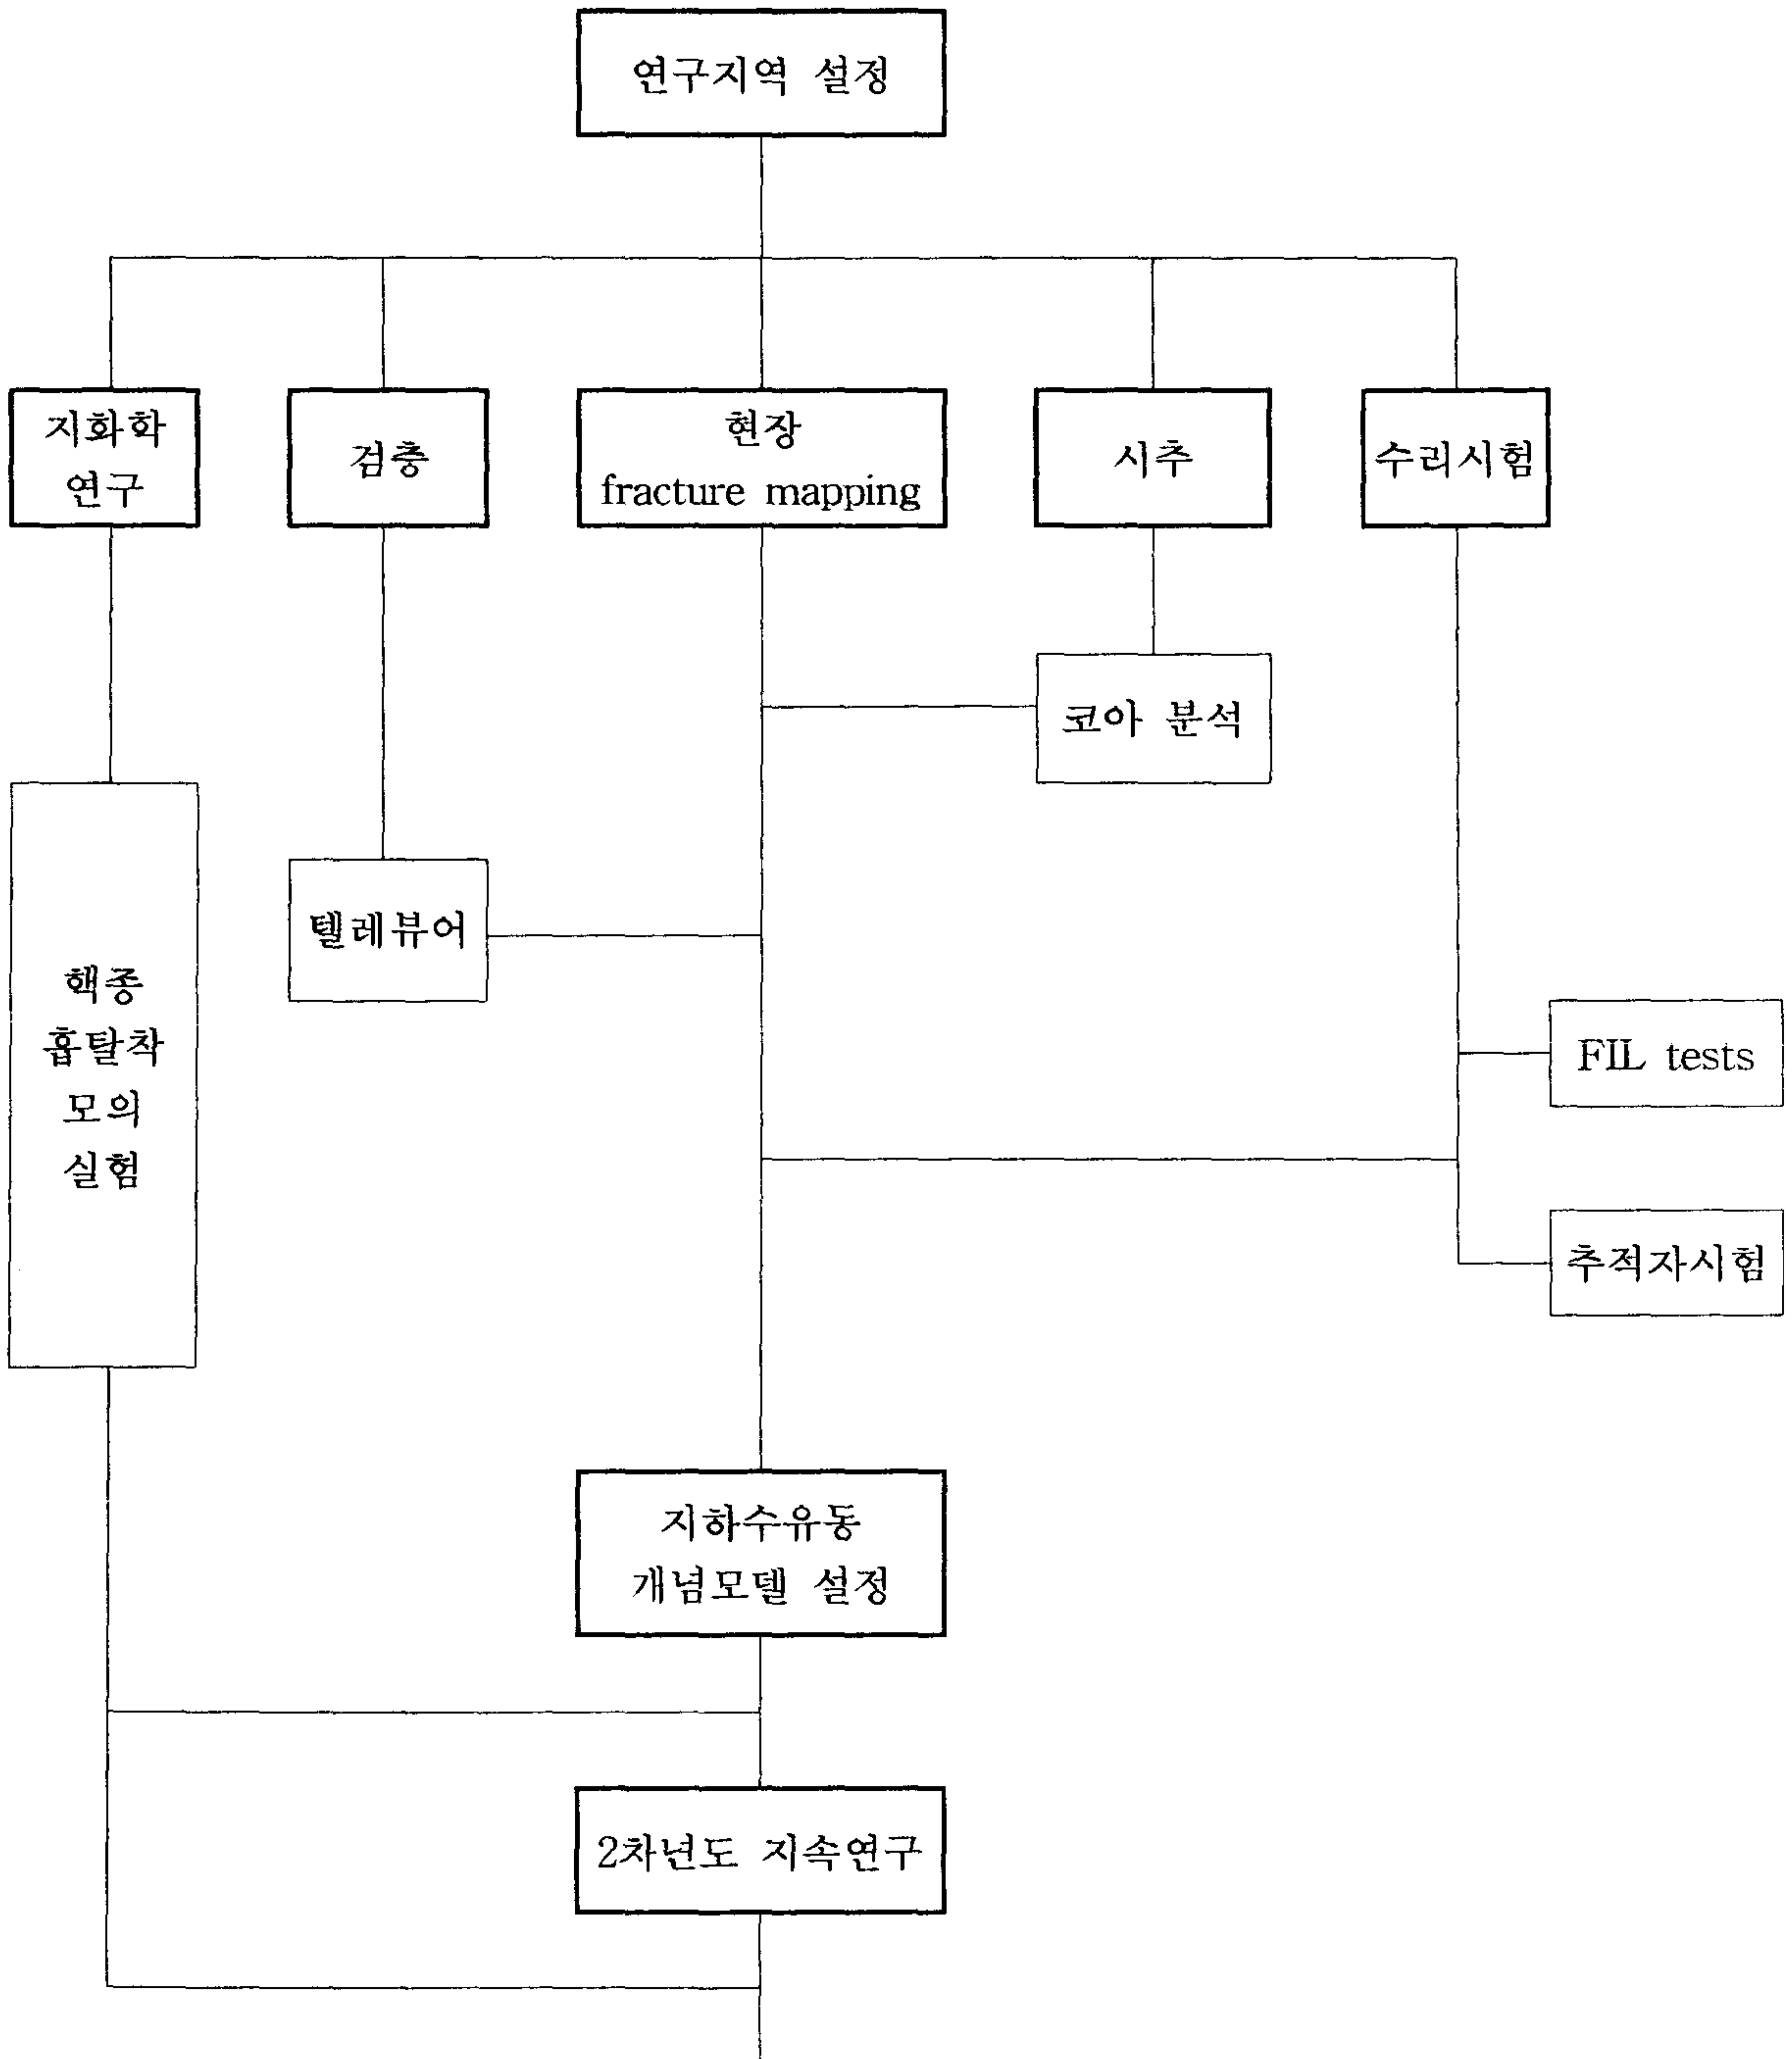 연구지역 설정
지화학
연구
검층
현장
fracture mapping
시추
수리시험
코아 분석
텔레뷰어
핵종
흡탈착
모의
실험
FIL tests
추적자시험
지하수유동
개념모델 설정
2차년도 지속연구